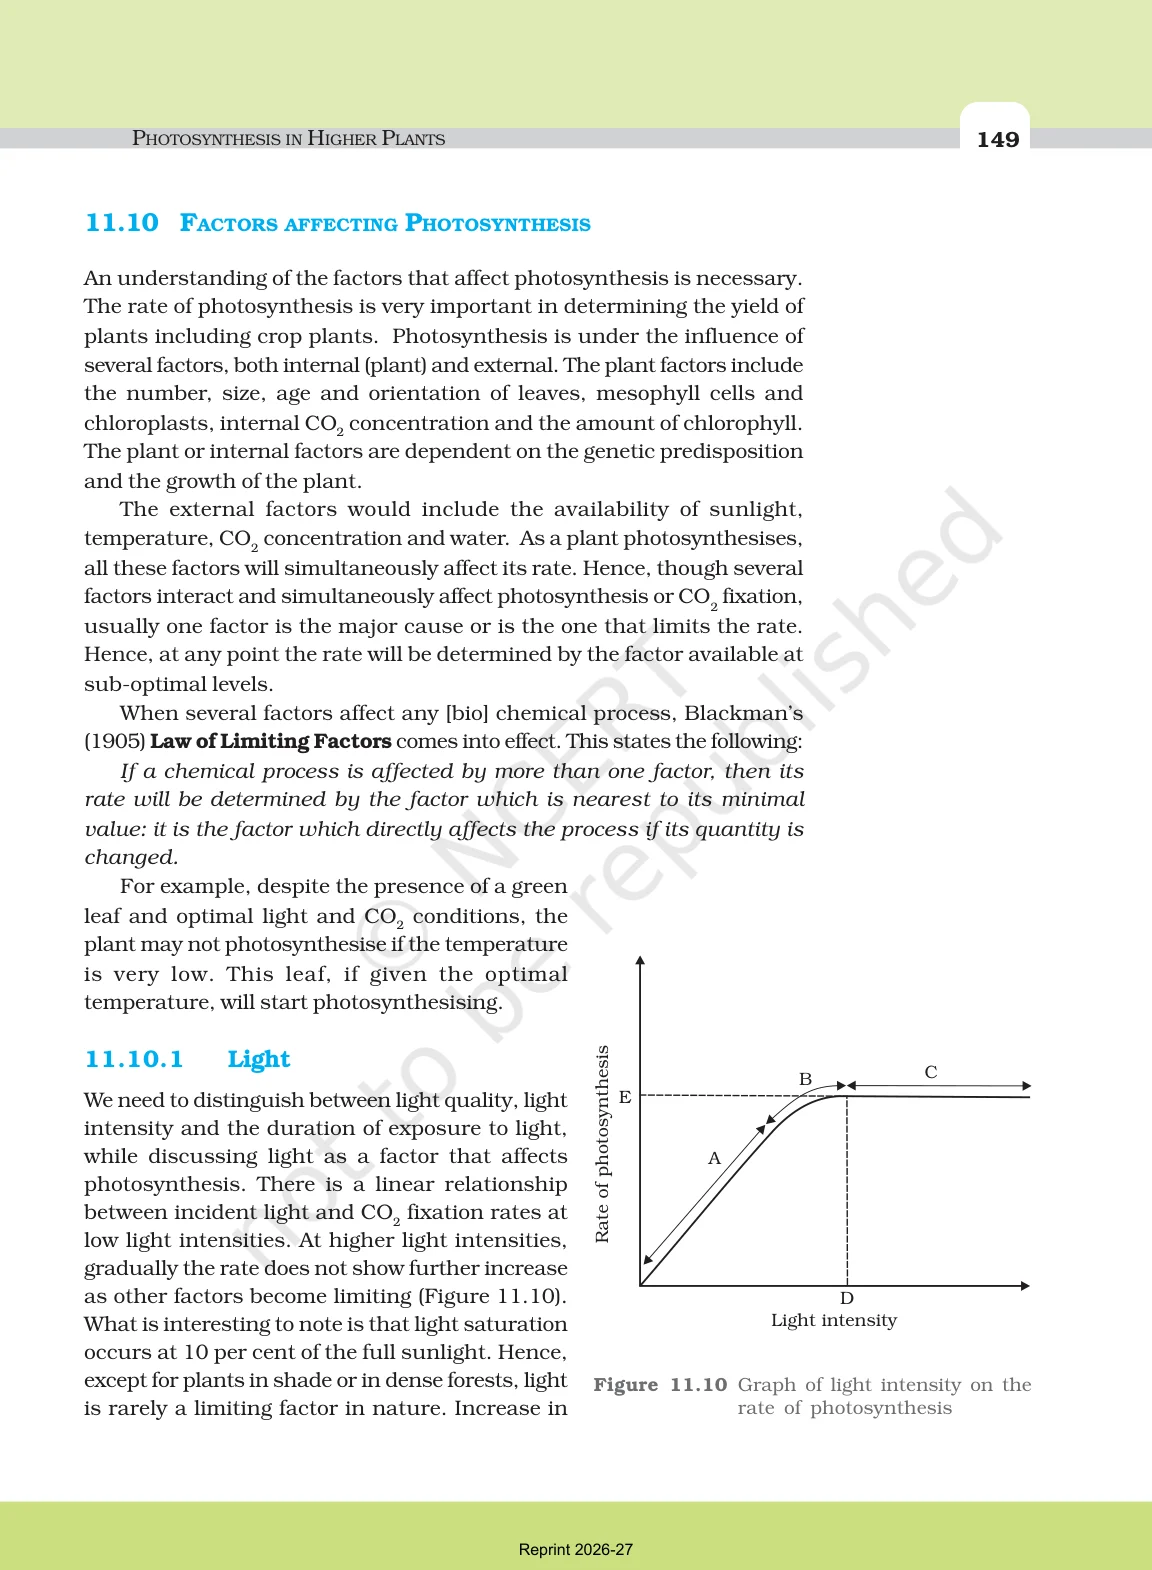 PHOTOSYNTHESIS IN HIGHER PLANTS
149
11.10 FACTORS AFFECTING PHOTOSYNTHESIS
An understanding of the factors that affect photosynthesis is necessary.
The rate of photosynthesis is very important in determining the yield of
plants including crop plants. Photosynthesis is under the influence of
several factors, both internal (plant) and external. The plant factors include
the number, size, age and orientation of leaves, mesophyll cells and
chloroplasts, internal CO₂ concentration and the amount of chlorophyll.
The plant or internal factors are dependent on the genetic predisposition
and the growth of the plant.
The external factors would include the availability of sunlight,
temperature, CO₂ concentration and water. As a plant photosynthesises,
all these factors will simultaneously affect its rate. Hence, though several
factors interact and simultaneously affect photosynthesis or CO₂ fixation,
usually one factor is the major cause or is the one that limits the rate.
Hence, at any point the rate will be determined by the factor available at
sub-optimal levels.
When several factors affect any [bio] chemical process, Blackman's
(1905) Law of Limiting Factors comes into effect. This states the following:
If a chemical process is affected by more than one factor, then its
rate will be determined by the factor which is nearest to its minimal
value: it is the factor which directly affects the process if its quantity is
changed.
For example, despite the presence of a green
leaf and optimal light and CO₂ conditions, the
plant may not photosynthesise if the temperature
is very low. This leaf, if given the optimal
temperature, will start photosynthesising.
11.10.1 Light
We need to distinguish between light quality, light
intensity and the duration of exposure to light,
while discussing light as a factor that affects
photosynthesis. There is a linear relationship
between incident light and CO₂ fixation rates at
low light intensities. At higher light intensities,
gradually the rate does not show further increase
as other factors become limiting (Figure 11.10).
What is interesting to note is that light saturation
occurs at 10 per cent of the full sunlight. Hence,
except for plants in shade or in dense forests, light
is rarely a limiting factor in nature. Increase in
Rate of photosynthesis
E
A
B
C
D
Light intensity
Figure 11.10 Graph of light intensity on the
rate of photosynthesis
© NCERT
not to be republished
Reprint 2026-27